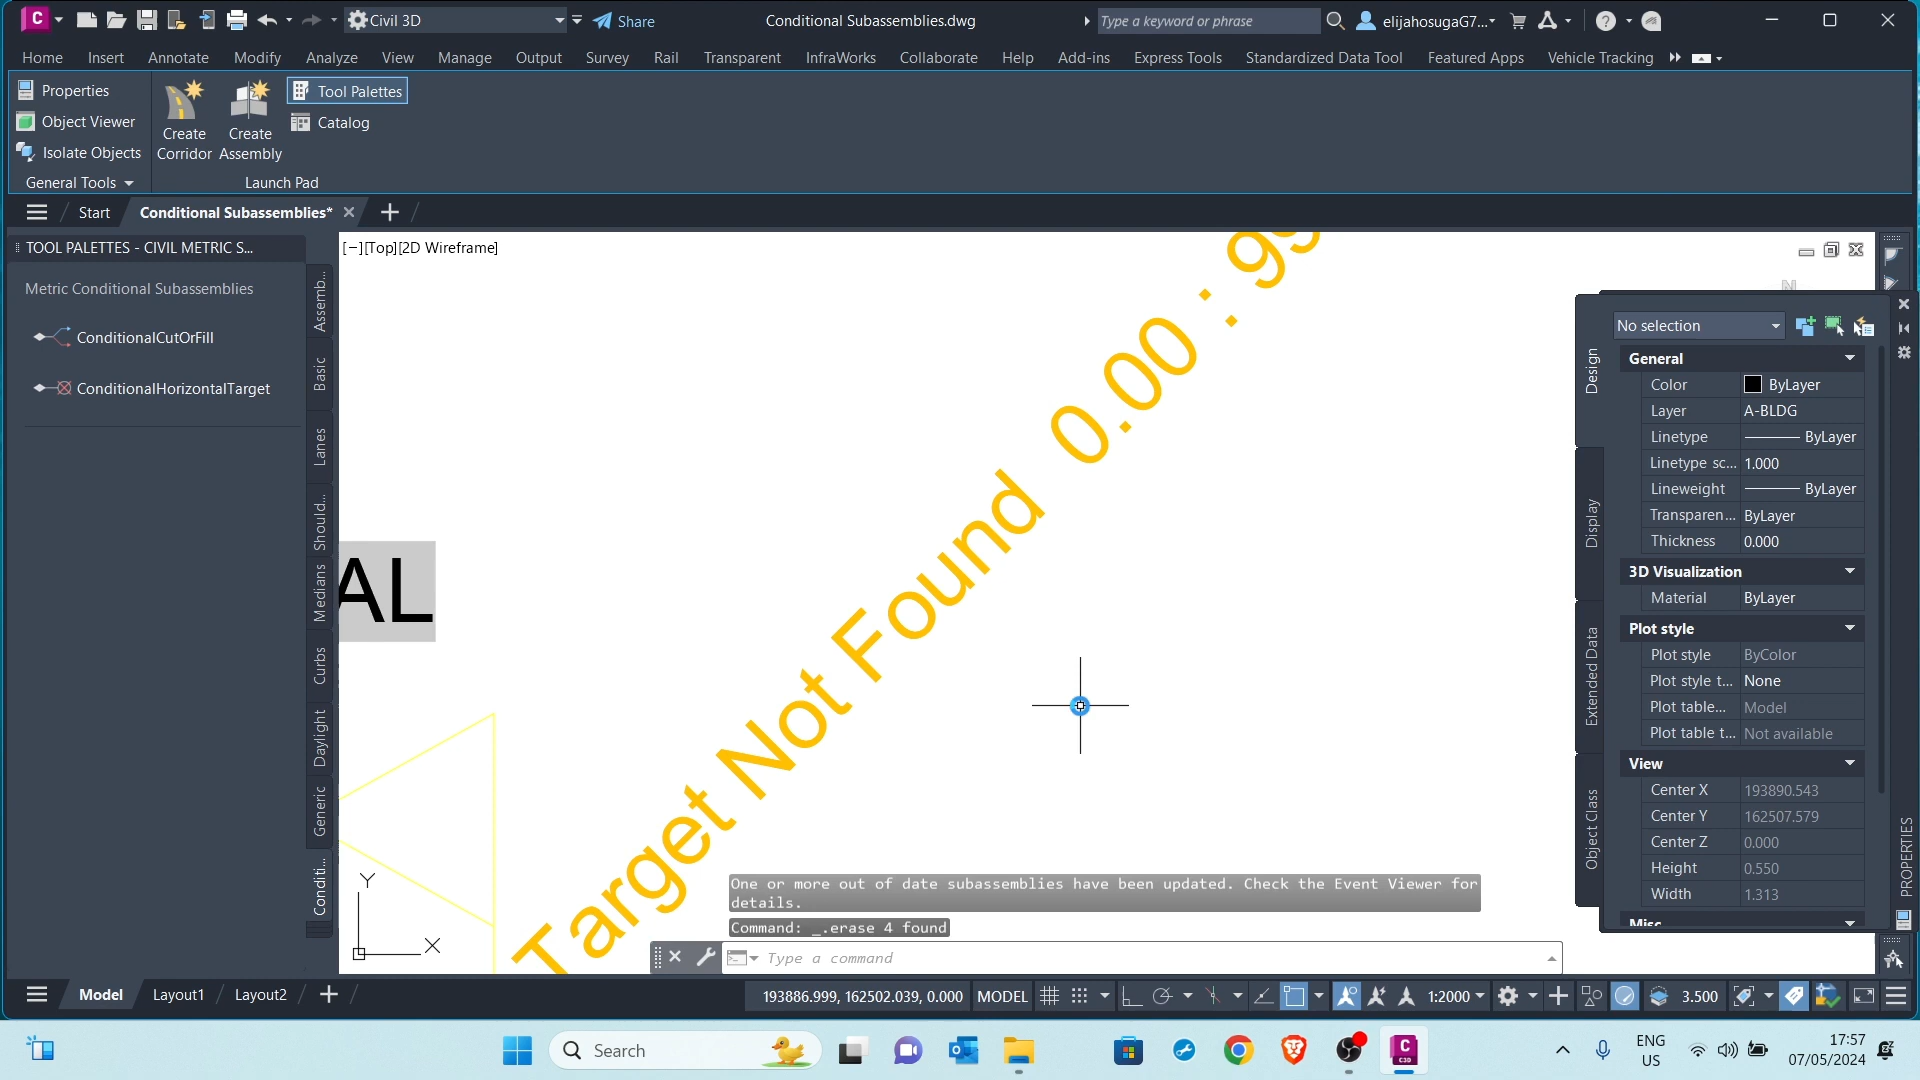 C
Civil 3D
Share
Conditional Subassemblies.dwg
Type a keyword or phrase
elijahosugaG7...
Home Insert Annotate Modify Analyze View Manage Output Survey Rail Transparent InfraWorks Collaborate Help Add-ins Express Tools Standardized Data Tool Featured Apps Vehicle Tracking
Properties
Object Viewer
Isolate Objects
General Tools
Create Corridor
Create Assembly
Tool Palettes
Catalog
Launch Pad
Start
Conditional Subassemblies*
TOOL PALETTES - CIVIL METRIC S...
Metric Conditional Subassemblies
ConditionalCutOrFill
ConditionalHorizontalTarget
Assemb...
Basic
Lanes
Should...
Medians
Curbs
Daylight
Generic
Conditi...
[−][Top][2D Wireframe]
AL
Target Not Found 0.00 : 99
Y
X
N
No selection
General
Color ByLayer
Layer A-BLDG
Linetype ByLayer
Linetype sc... 1.000
Lineweight ByLayer
Transparen... ByLayer
Thickness 0.000
3D Visualization
Material ByLayer
Plot style
Plot style ByColor
Plot style t... None
Plot table... Model
Plot table t... Not available
View
Center X 193890.543
Center Y 162507.579
Center Z 0.000
Height 0.550
Width 1.313
Misc
Design
Display
Extended Data
Object Class
PROPERTIES
One or more out of date subassemblies have been updated. Check the Event Viewer for
details.
Command: _.erase 4 found
Type a command
Model Layout1 Layout2
193886.999, 162502.039, 0.000 MODEL
1:2000
3.500
Search
C
C3D
ENG
US
17:57
07/05/2024